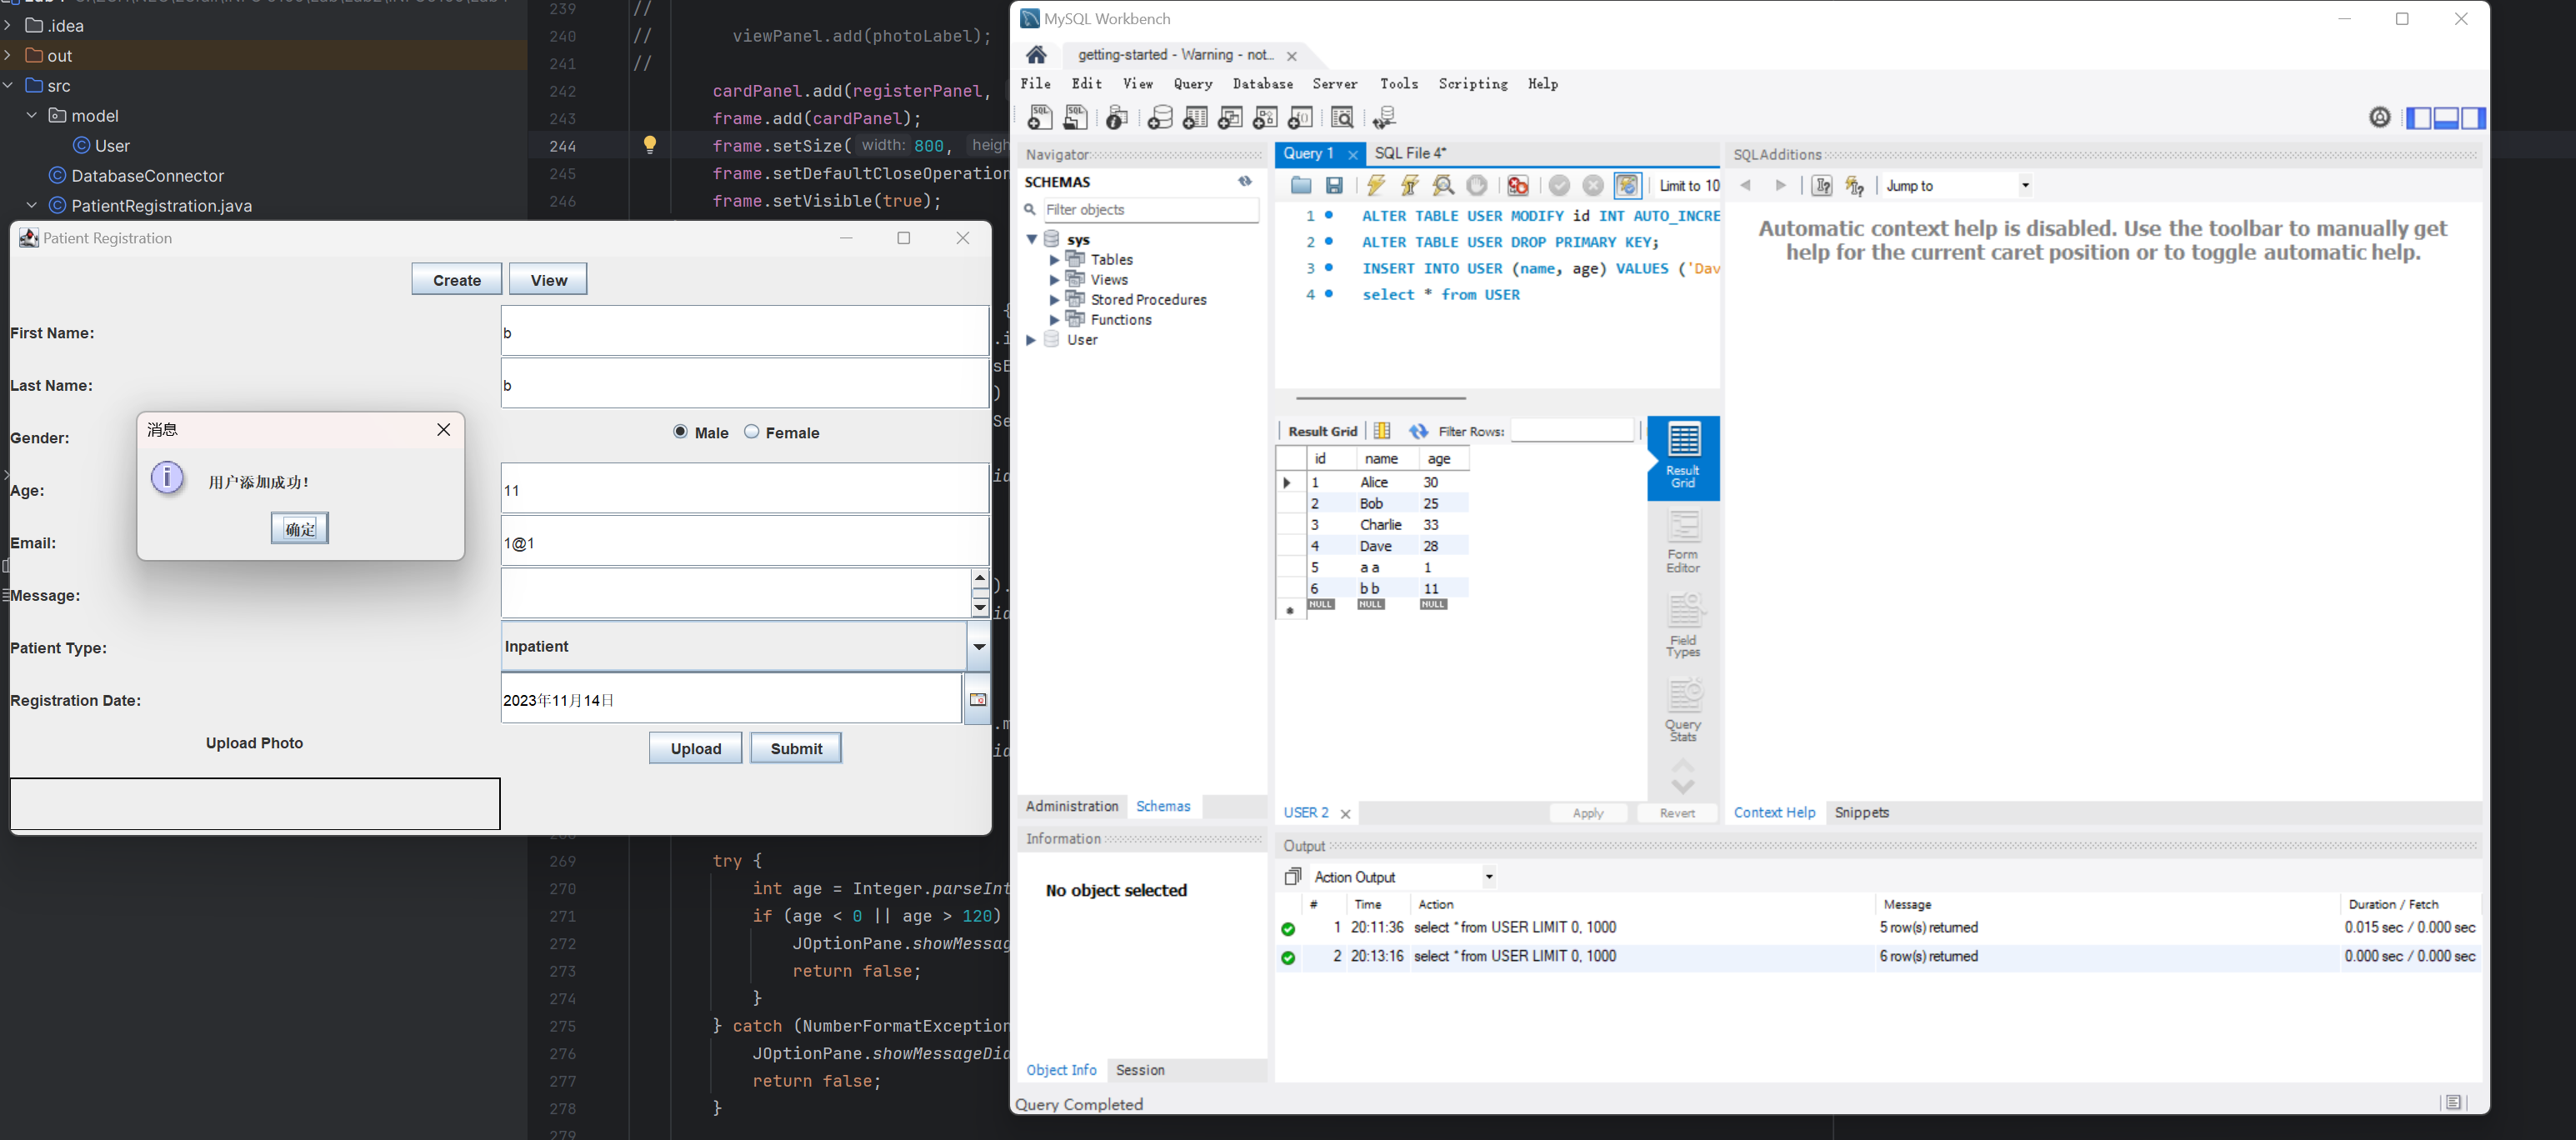 .idea
out
src
model
User
DatabaseConnector
PatientRegistration.java
239 //
240 // viewPanel.add(photoLabel);
241 //
242 cardPanel.add(registerPanel,
243 frame.add(cardPanel);
244 frame.setSize( width: 800, heigh
245 frame.setDefaultCloseOperation
246 frame.setVisible(true);
Patient Registration
Create View
First Name: b
Last Name: b
Gender: Male Female
Age: 11
Email: 1@1
Message:
Patient Type: Inpatient
Registration Date: 2023年11月14日
Upload Photo Upload Submit
消息
用户添加成功!
确定
269 try {
270 int age = Integer.parseInt
271 if (age < 0 || age > 120)
272 JOptionPane.showMessag
273 return false;
274 }
275 } catch (NumberFormatException
276 JOptionPane.showMessageDia
277 return false;
278 }
279
MySQL Workbench
getting-started - Warning - not...
File Edit View Query Database Server Tools Scripting Help
Navigator
SCHEMAS
Filter objects
sys
Tables
Views
Stored Procedures
Functions
User
Administration Schemas
Information
No object selected
Object Info Session
Query Completed
Query 1 SQL File 4*
Limit to 10
1 ALTER TABLE USER MODIFY id INT AUTO_INCRE
2 ALTER TABLE USER DROP PRIMARY KEY;
3 INSERT INTO USER (name, age) VALUES ('Dav
4 select * from USER
Result Grid Filter Rows:
id name age
1 Alice 30
2 Bob 25
3 Charlie 33
4 Dave 28
5 a a 1
6 b b 11
NULL NULL NULL
Result Grid
Form Editor
Field Types
Query Stats
USER 2 Apply Revert
SQLAdditions
Jump to
Automatic context help is disabled. Use the toolbar to manually get
help for the current caret position or to toggle automatic help.
Context Help Snippets
Output
Action Output
# Time Action Message Duration / Fetch
1 20:11:36 select * from USER LIMIT 0, 1000 5 row(s) returned 0.015 sec / 0.000 sec
2 20:13:16 select * from USER LIMIT 0, 1000 6 row(s) returned 0.000 sec / 0.000 sec